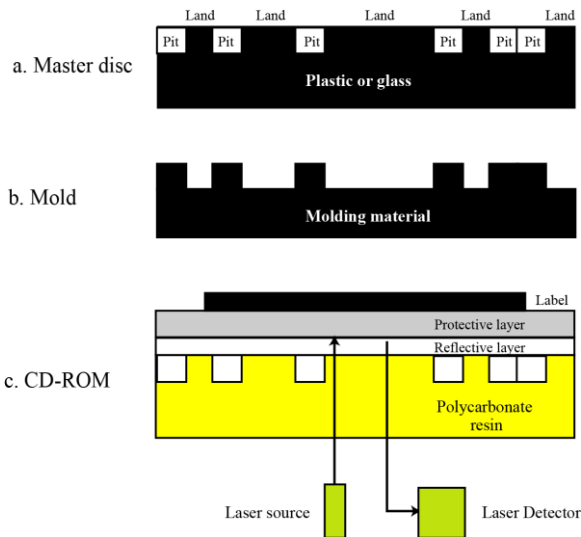 Land Land Land Land Land
Pit Pit Pit Pit Pit Pit
a. Master disc
Plastic or glass
b. Mold
Molding material
Label
Protective layer
Reflective layer
c. CD-ROM
Polycarbonate
resin
Laser source
Laser Detector